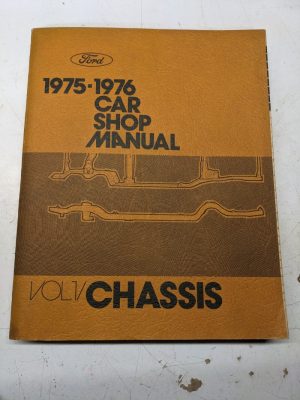 Ford
1975-1976
CAR
SHOP
MANUAL
VOL 1/CHASSIS